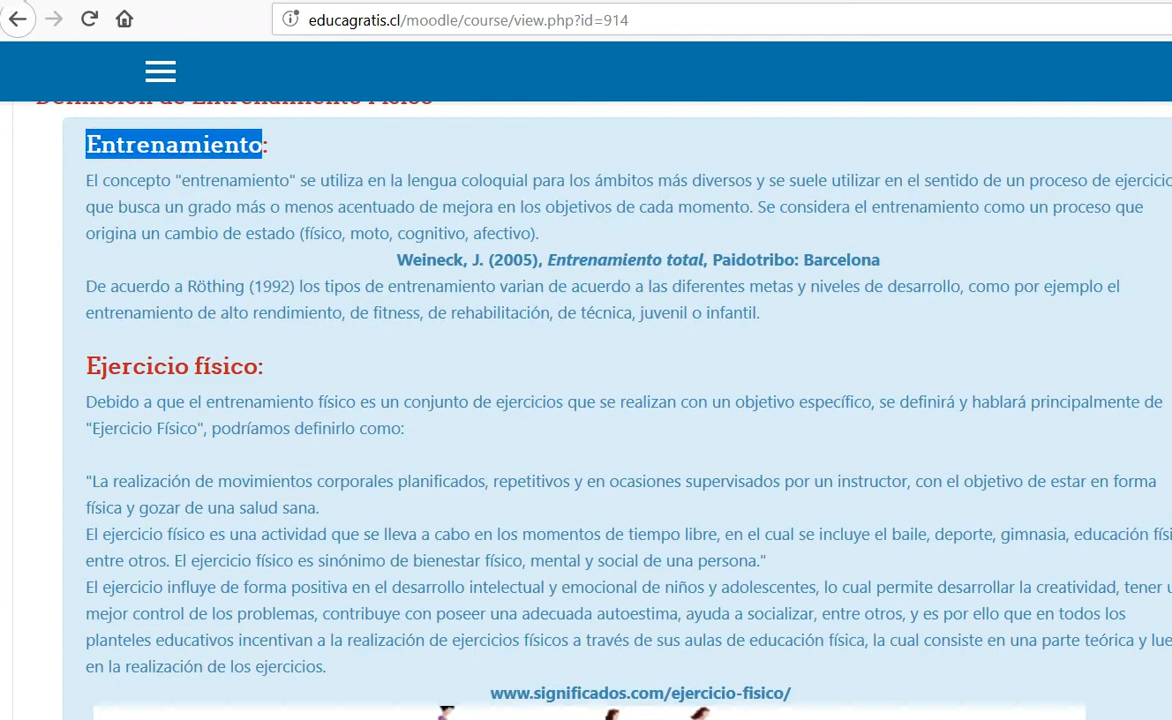 educagratis.cl/moodle/course/view.php?id=914
Definición de Entrenamiento Físico
Entrenamiento:
El concepto "entrenamiento" se utiliza en la lengua coloquial para los ámbitos más diversos y se suele utilizar en el sentido de un proceso de ejercicio
que busca un grado más o menos acentuado de mejora en los objetivos de cada momento. Se considera el entrenamiento como un proceso que
origina un cambio de estado (físico, moto, cognitivo, afectivo).
Weineck, J. (2005), Entrenamiento total, Paidotribo: Barcelona
De acuerdo a Röthing (1992) los tipos de entrenamiento varian de acuerdo a las diferentes metas y niveles de desarrollo, como por ejemplo el
entrenamiento de alto rendimiento, de fitness, de rehabilitación, de técnica, juvenil o infantil.
Ejercicio físico:
Debido a que el entrenamiento físico es un conjunto de ejercicios que se realizan con un objetivo específico, se definirá y hablará principalmente de
"Ejercicio Físico", podríamos definirlo como:
"La realización de movimientos corporales planificados, repetitivos y en ocasiones supervisados por un instructor, con el objetivo de estar en forma
física y gozar de una salud sana.
El ejercicio físico es una actividad que se lleva a cabo en los momentos de tiempo libre, en el cual se incluye el baile, deporte, gimnasia, educación físi
entre otros. El ejercicio físico es sinónimo de bienestar físico, mental y social de una persona."
El ejercicio influye de forma positiva en el desarrollo intelectual y emocional de niños y adolescentes, lo cual permite desarrollar la creatividad, tener u
mejor control de los problemas, contribuye con poseer una adecuada autoestima, ayuda a socializar, entre otros, y es por ello que en todos los
planteles educativos incentivan a la realización de ejercicios físicos a través de sus aulas de educación física, la cual consiste en una parte teórica y lue
en la realización de los ejercicios.
www.significados.com/ejercicio-fisico/